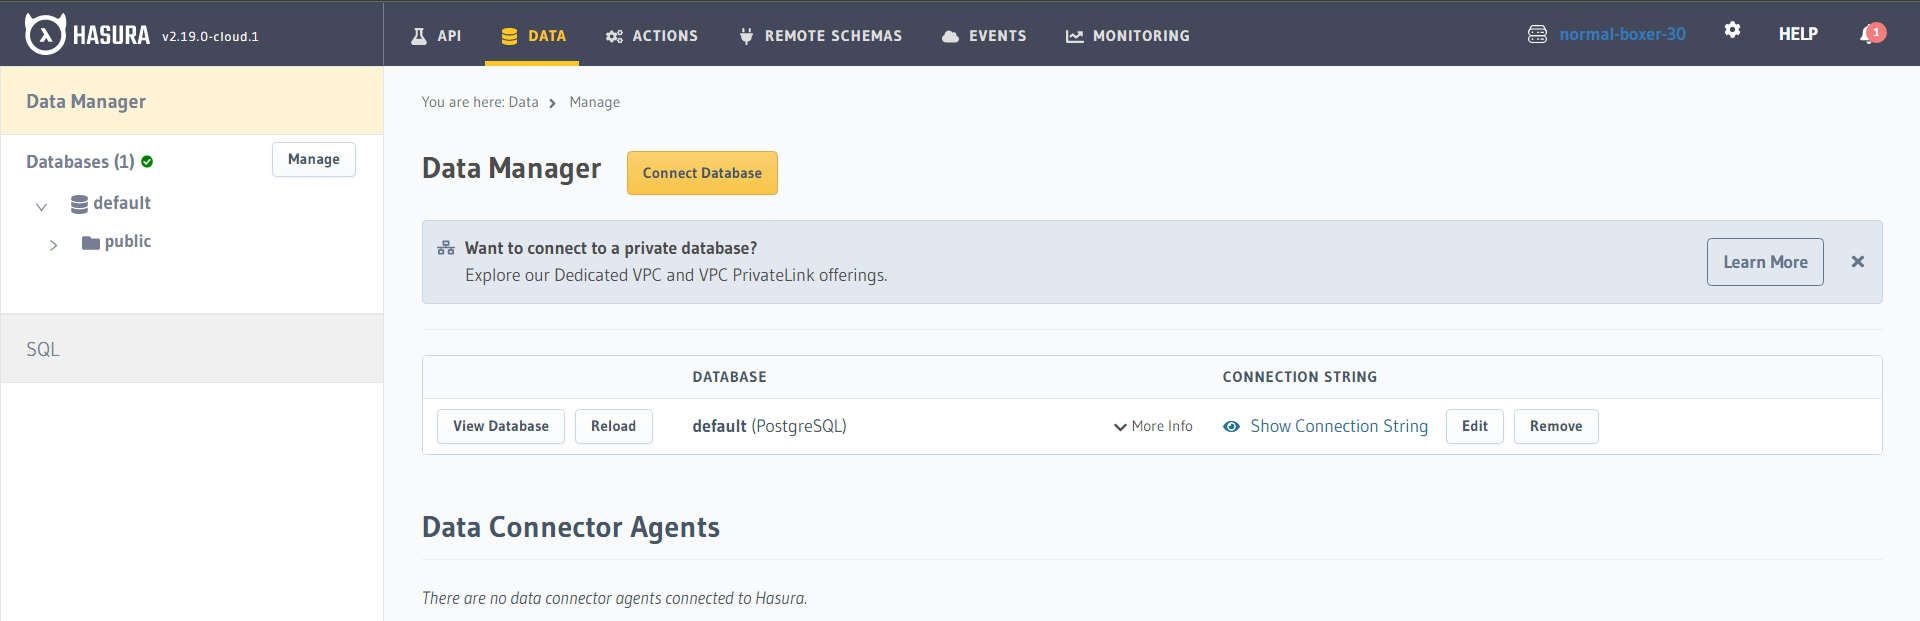 HASURA v2.19.0-cloud.1 API DATA ACTIONS REMOTE SCHEMAS EVENTS MONITORING normal-boxer-30 HELP 1
Data Manager
Databases (1) Manage
default
public
SQL
You are here: Data Manage
Data Manager Connect Database
Want to connect to a private database?
Explore our Dedicated VPC and VPC PrivateLink offerings.
Learn More
DATABASE CONNECTION STRING
View Database Reload default (PostgreSQL) More Info Show Connection String Edit Remove
Data Connector Agents
There are no data connector agents connected to Hasura.